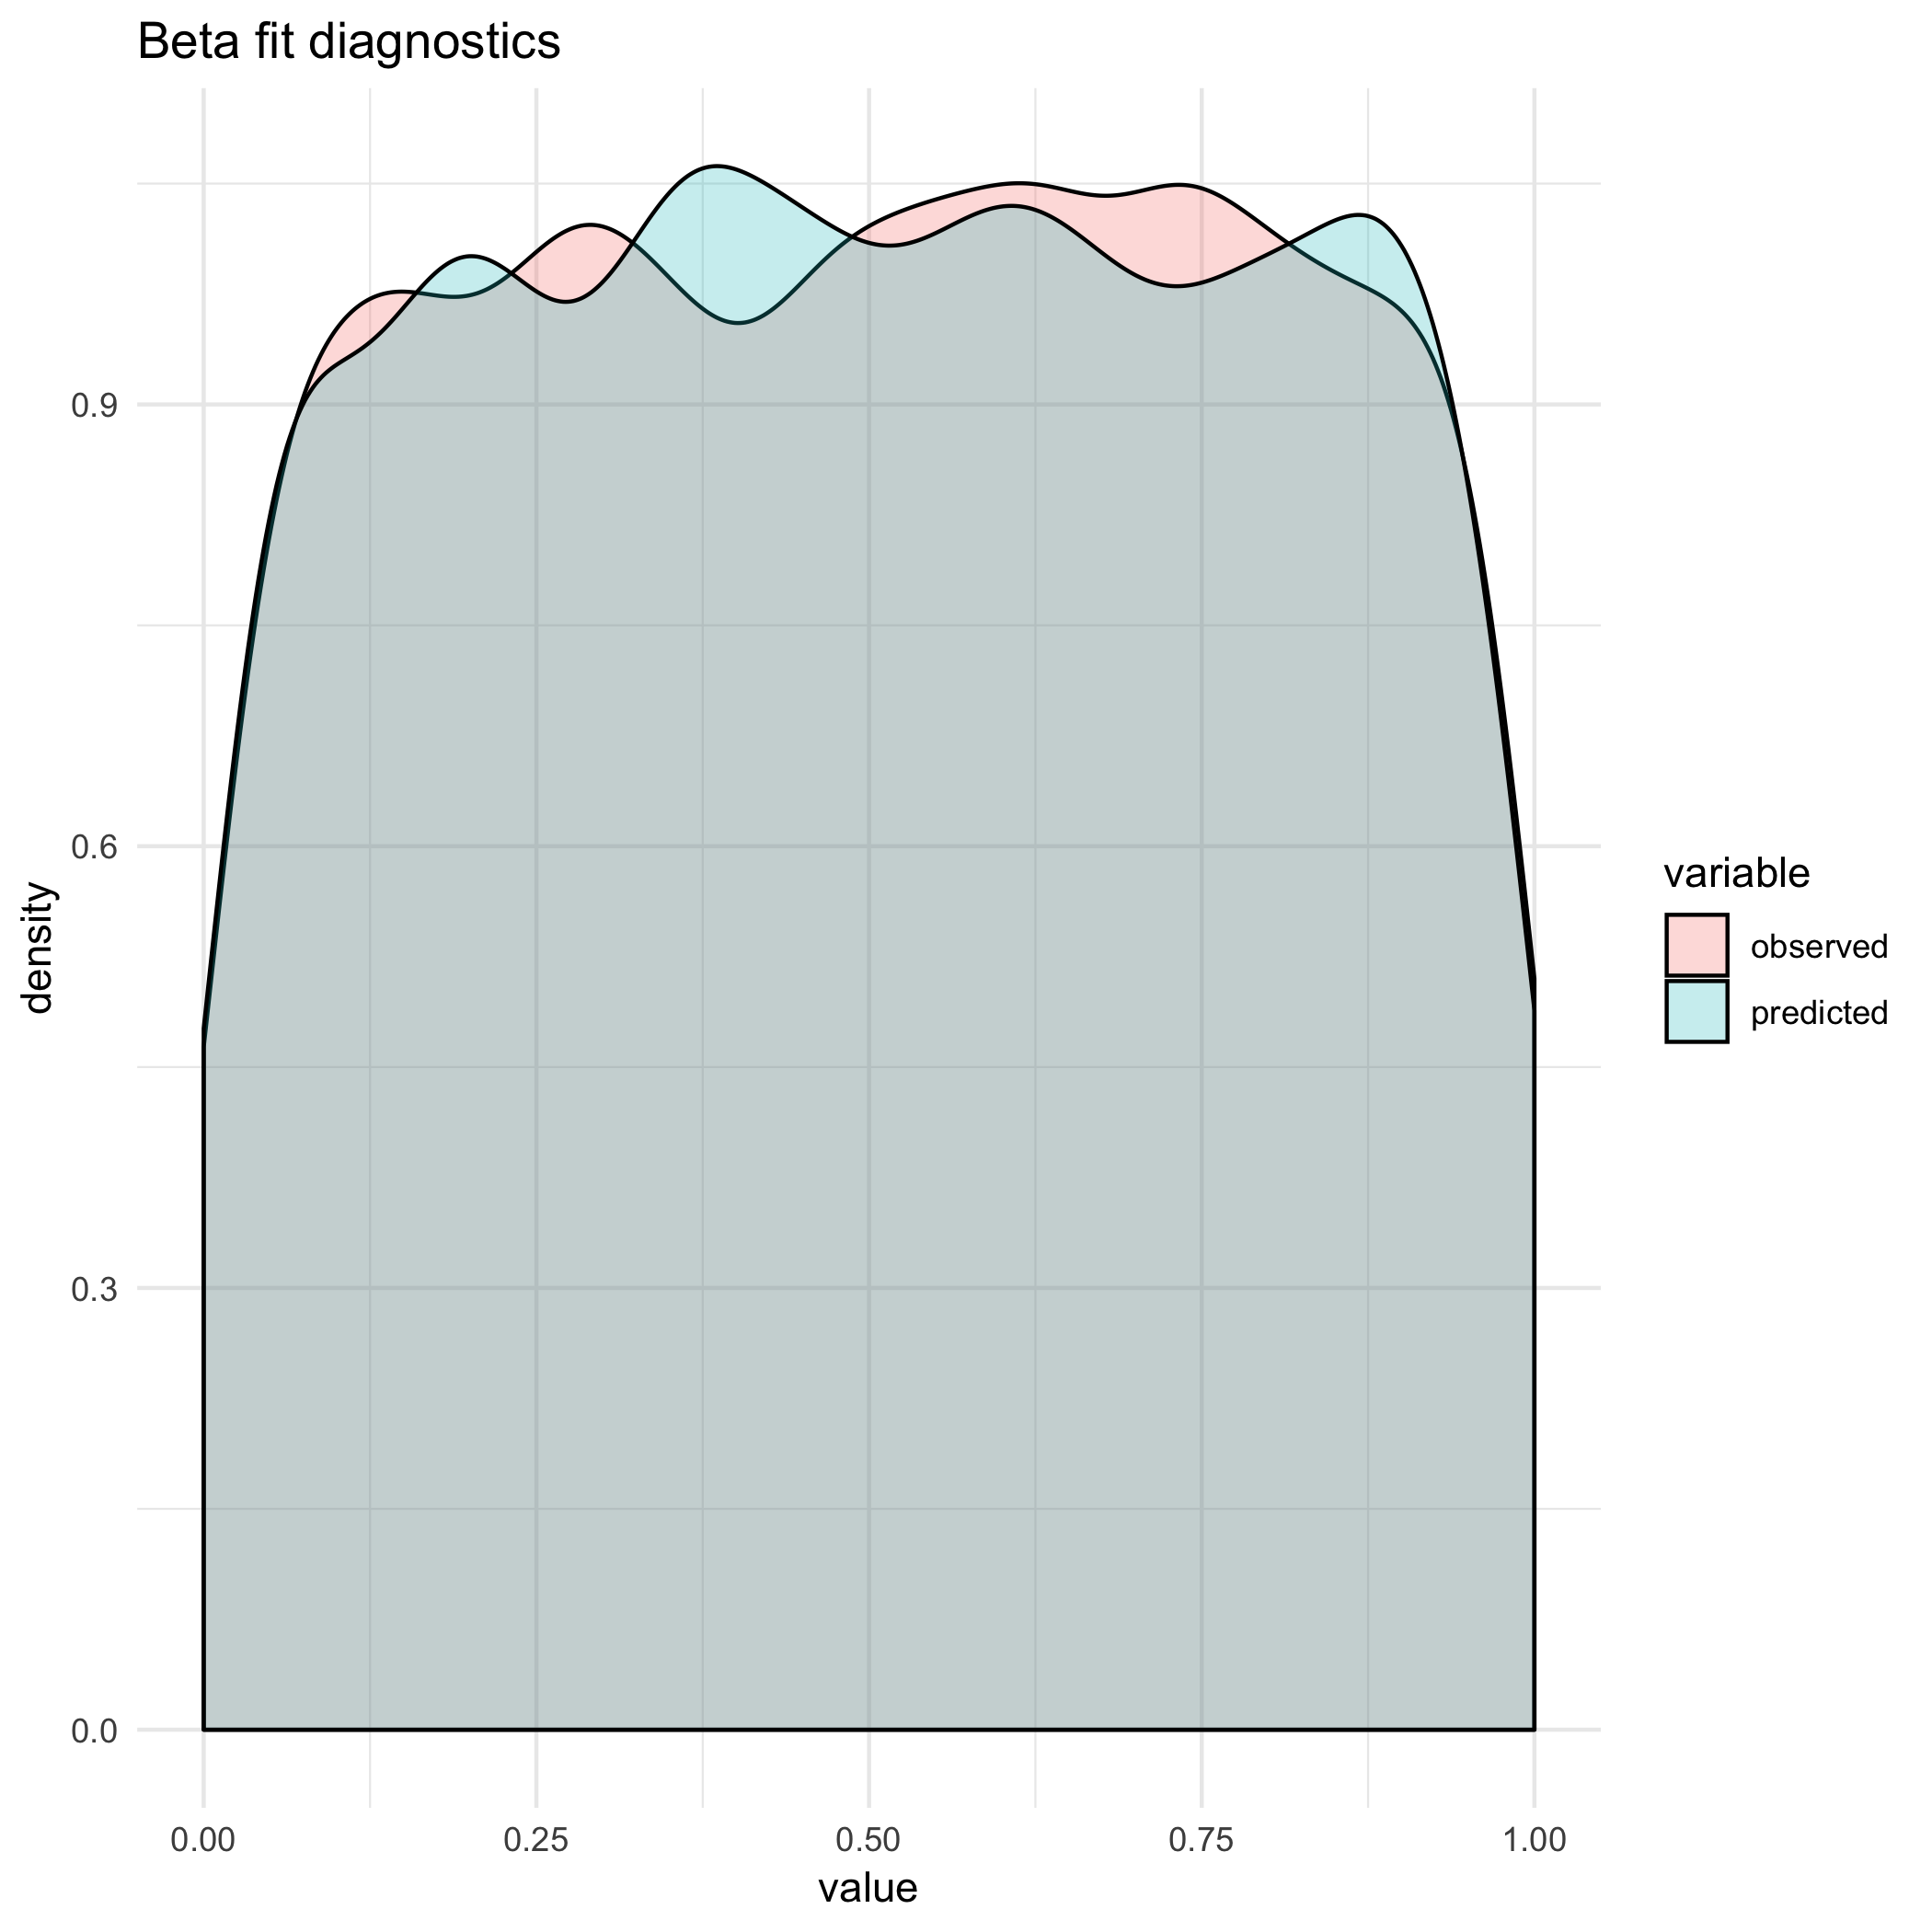 Beta fit diagnostics
density
0.9
0.6
0.3
0.0
0.00 0.25 0.50 0.75 1.00
value
variable
observed
predicted